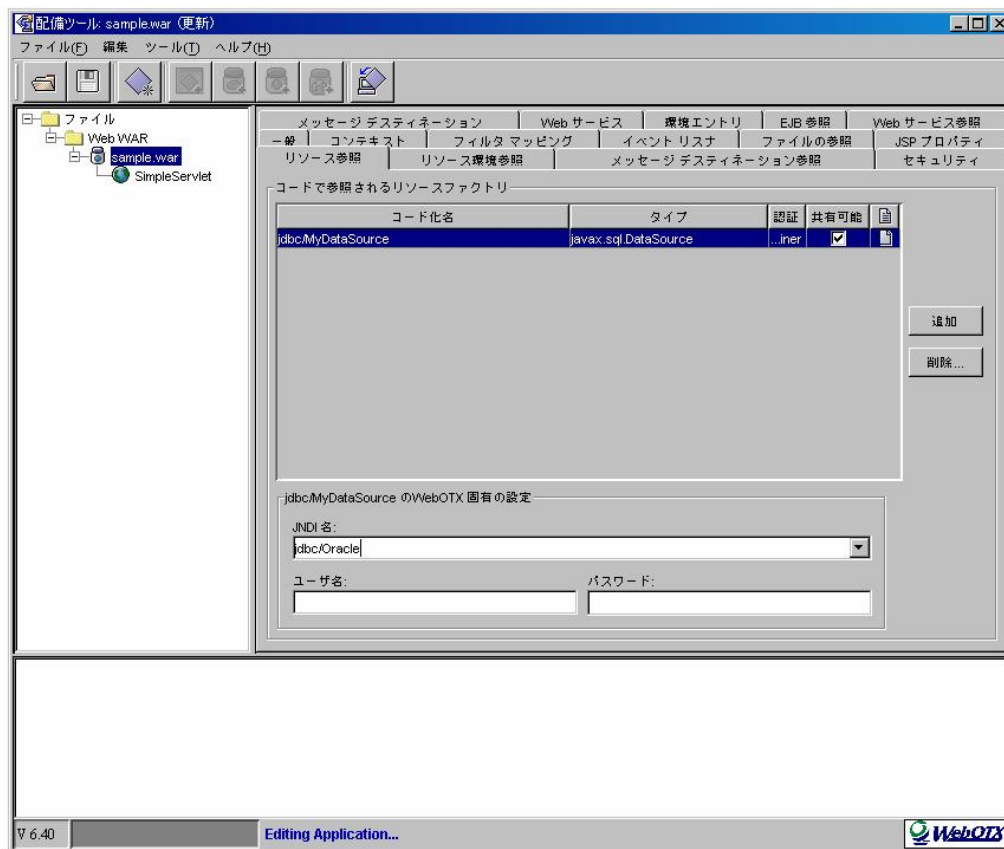 配備ツール: sample.war (更新)
ファイル(F) 編集 ツール(T) ヘルプ(H)
ファイル
Web WAR
sample.war
SimpleServlet
メッセージ デスティネーション Web サービス 環境エントリ EJB 参照 Web サービス参照
一般 コンテキスト フィルタ マッピング イベント リスナ ファイルの参照 JSP プロパティ
リソース参照 リソース環境参照 メッセージ デスティネーション参照 セキュリティ
コードで参照されるリソースファクトリ
コード化名 タイプ 認証 共有可能
jdbc/MyDataSource javax.sql.DataSource ...iner
追加
削除...
jdbc/MyDataSource のWebOTX 固有の設定
JNDI 名:
jdbc/Oracle
ユーザ名: パスワード:
V 6.40 Editing Application... WebOTX